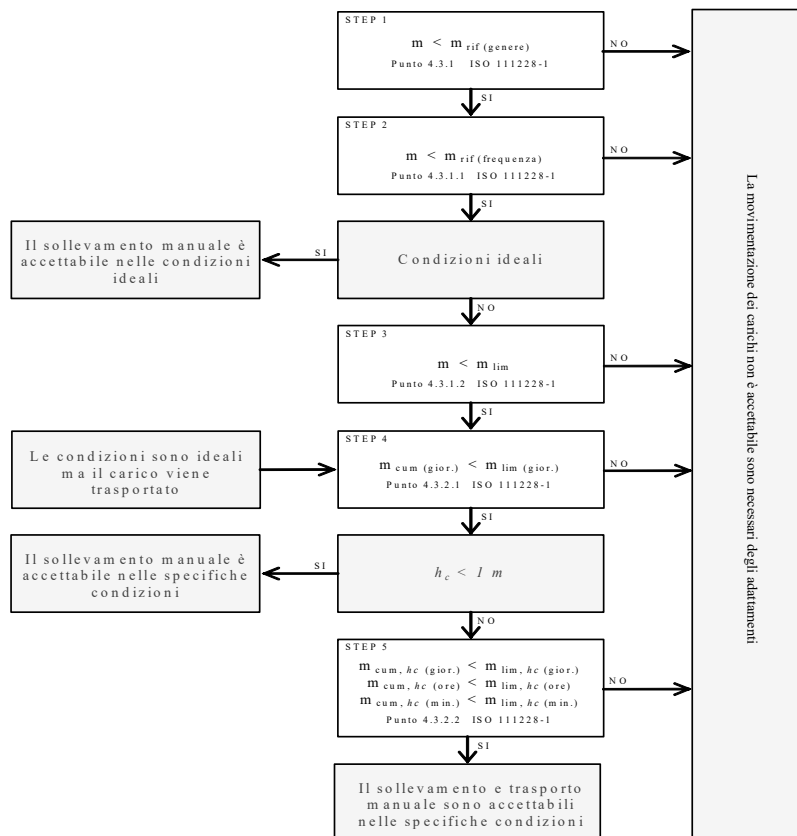 STEP 1
m < m rif (genere)
Punto 4.3.1 ISO 111228-1
NO
SI
STEP 2
m < m rif (frequenza)
Punto 4.3.1.1 ISO 111228-1
NO
SI
Il sollevamento manuale è
accettabile nelle condizioni
ideali
SI
Condizioni ideali
NO
STEP 3
m < m lim
Punto 4.3.1.2 ISO 111228-1
NO
SI
Le condizioni sono ideali
ma il carico viene
trasportato
STEP 4
m cum (gior.) < m lim (gior.)
Punto 4.3.2.1 ISO 111228-1
NO
SI
Il sollevamento manuale è
accettabile nelle specifiche
condizioni
SI
hc < 1 m
NO
STEP 5
m cum, hc (gior.) < m lim, hc (gior.)
m cum, hc (ore) < m lim, hc (ore)
m cum, hc (min.) < m lim, hc (min.)
Punto 4.3.2.2 ISO 111228-1
NO
SI
Il sollevamento e trasporto
manuale sono accettabili
nelle specifiche condizioni
La movimentazione dei carichi non è accettabile sono necessari degli adattamenti